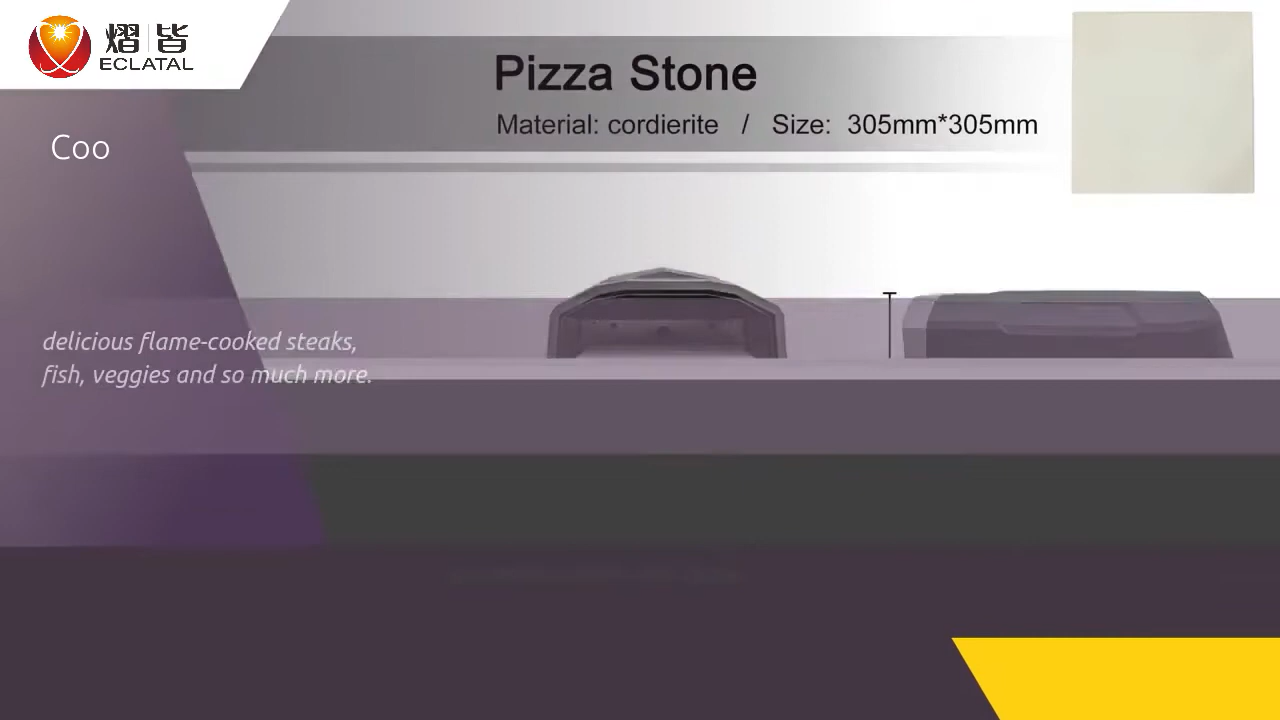 熠皆
ECLATAL
Pizza Stone
Material: cordierite / Size: 305mm*305mm
Coo
delicious flame-cooked steaks,
fish, veggies and so much more.